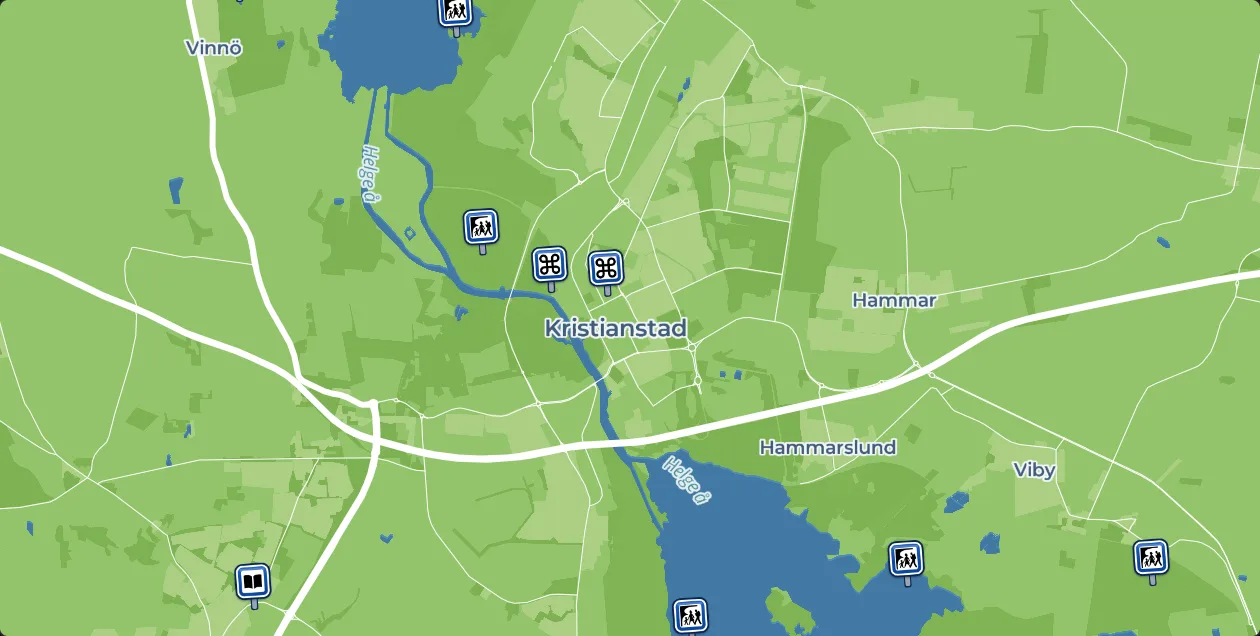 Vinnö
Helge å
Kristianstad
Hammar
Hammarslund
Helge å
Viby